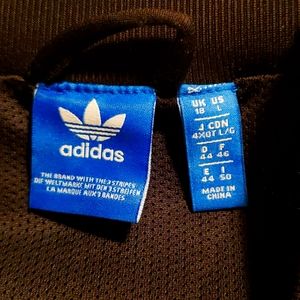 adidas
THE BRAND WITH THE 3 STRIPES
DIE WELTMARKE MIT DEN 3 STREIFEN
LA MARQUE AUX 3 BANDES
UK US
18 L
J CDN
4XOT L/G
D F
44 46
E I
44 50
MADE IN
CHINA